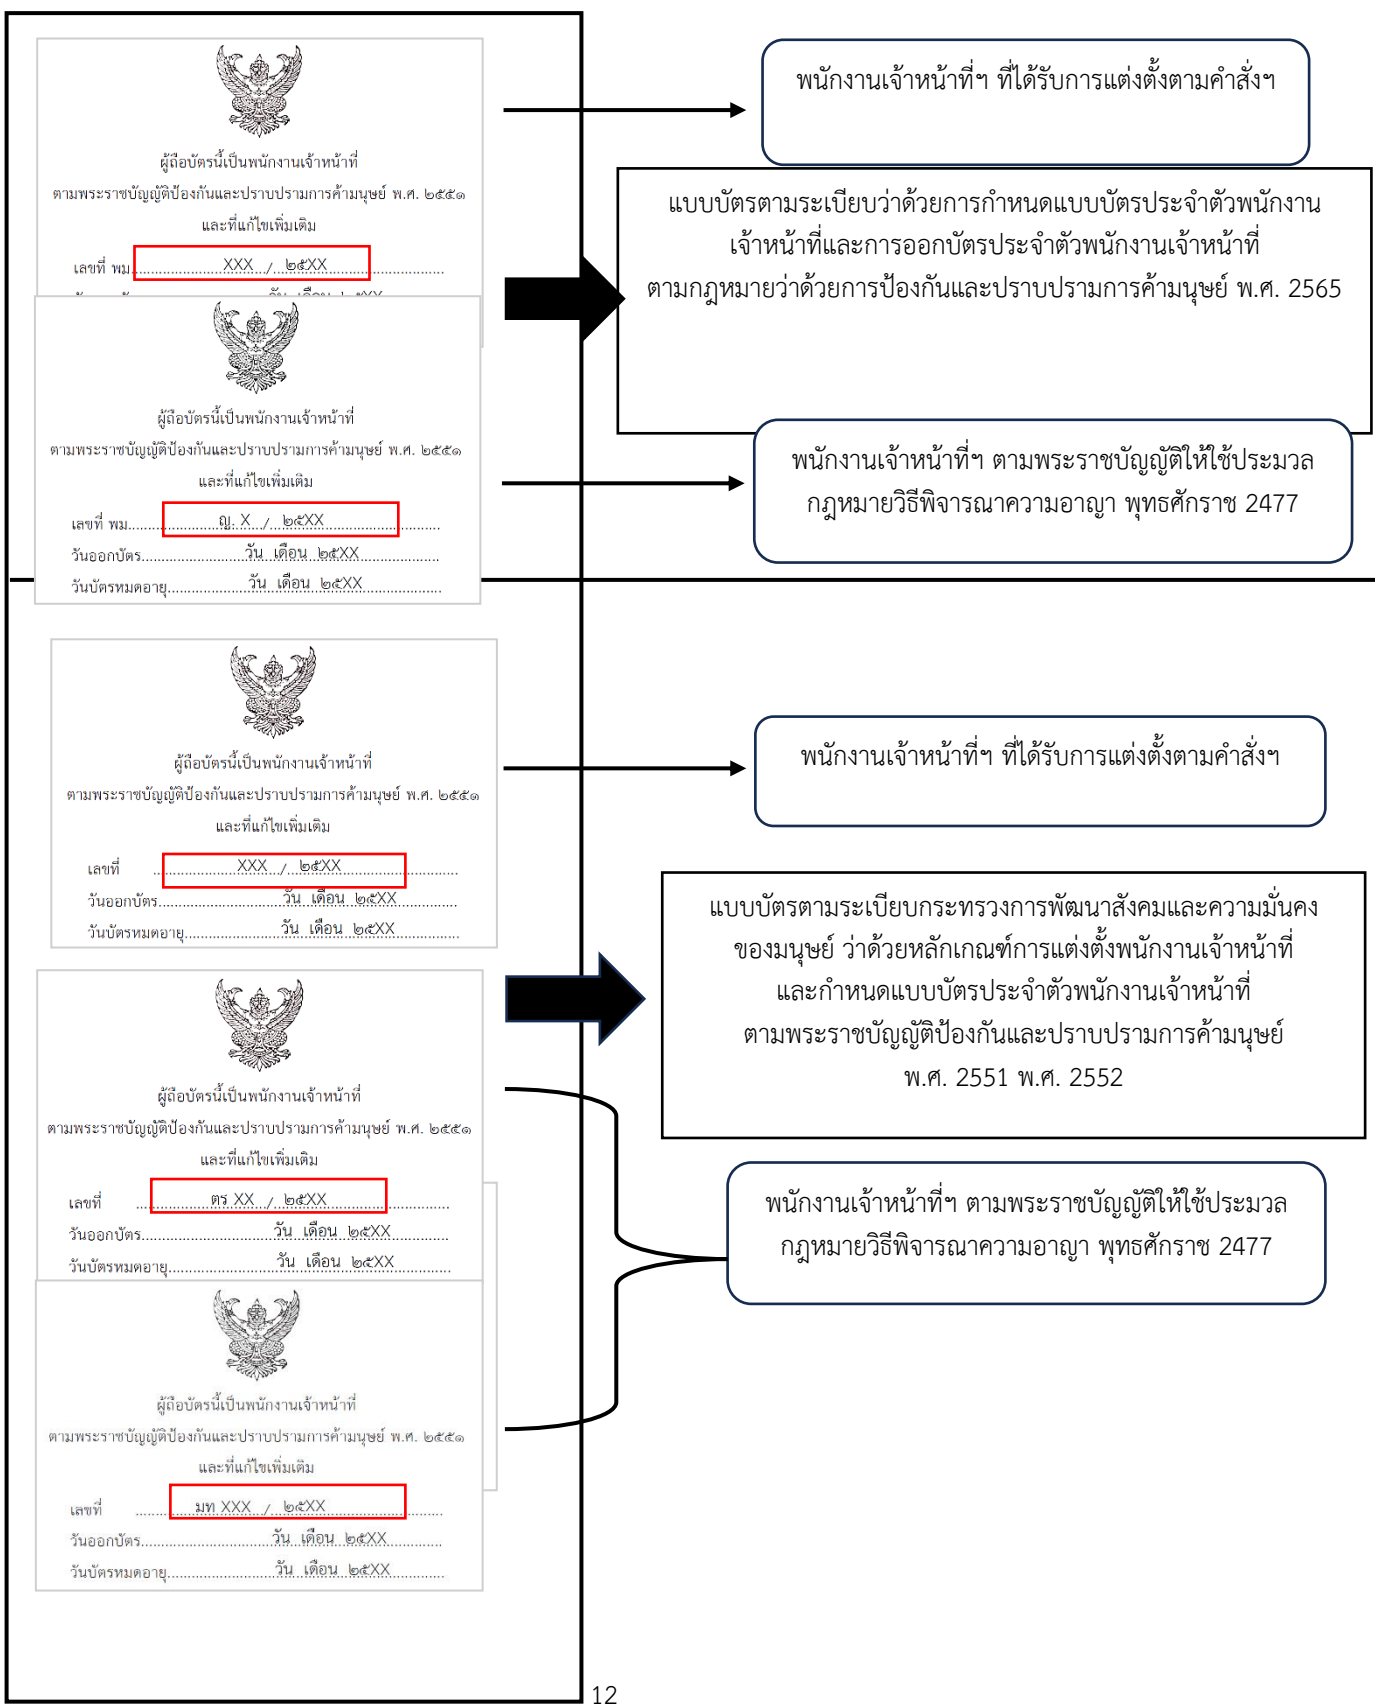 พนักงานเจ้าหน้าที่ฯ ที่ได้รับการแต่งตั้งตามคำสั่งฯ
ผู้ถือบัตรนี้เป็นพนักงานเจ้าหน้าที่
ตามพระราชบัญญัติป้องกันและปราบปรามการค้ามนุษย์ พ.ศ. ๒๕๕๑
และที่แก้ไขเพิ่มเติม
เลขที่ พม. XXX / ๒๕XX
แบบบัตรตามระเบียบว่าด้วยการกำหนดแบบบัตรประจำตัวพนักงาน
เจ้าหน้าที่และการออกบัตรประจำตัวพนักงานเจ้าหน้าที่
ตามกฎหมายว่าด้วยการป้องกันและปราบปรามการค้ามนุษย์ พ.ศ. 2565
ผู้ถือบัตรนี้เป็นพนักงานเจ้าหน้าที่
ตามพระราชบัญญัติป้องกันและปราบปรามการค้ามนุษย์ พ.ศ. ๒๕๕๑
และที่แก้ไขเพิ่มเติม
เลขที่ พม. ญ. X / ๒๕XX
วันออกบัตร วัน เดือน ๒๕XX
วันบัตรหมดอายุ วัน เดือน ๒๕XX
พนักงานเจ้าหน้าที่ฯ ตามพระราชบัญญัติให้ใช้ประมวล
กฎหมายวิธีพิจารณาความอาญา พุทธศักราช 2477
ผู้ถือบัตรนี้เป็นพนักงานเจ้าหน้าที่
ตามพระราชบัญญัติป้องกันและปราบปรามการค้ามนุษย์ พ.ศ. ๒๕๕๑
และที่แก้ไขเพิ่มเติม
เลขที่ XXX / ๒๕XX
วันออกบัตร วัน เดือน ๒๕XX
วันบัตรหมดอายุ วัน เดือน ๒๕XX
พนักงานเจ้าหน้าที่ฯ ที่ได้รับการแต่งตั้งตามคำสั่งฯ
แบบบัตรตามระเบียบกระทรวงการพัฒนาสังคมและความมั่นคง
ของมนุษย์ ว่าด้วยหลักเกณฑ์การแต่งตั้งพนักงานเจ้าหน้าที่
และกำหนดแบบบัตรประจำตัวพนักงานเจ้าหน้าที่
ตามพระราชบัญญัติป้องกันและปราบปรามการค้ามนุษย์
พ.ศ. 2551 พ.ศ. 2552
ผู้ถือบัตรนี้เป็นพนักงานเจ้าหน้าที่
ตามพระราชบัญญัติป้องกันและปราบปรามการค้ามนุษย์ พ.ศ. ๒๕๕๑
และที่แก้ไขเพิ่มเติม
เลขที่ ตร XX / ๒๕XX
วันออกบัตร วัน เดือน ๒๕XX
วันบัตรหมดอายุ วัน เดือน ๒๕XX
พนักงานเจ้าหน้าที่ฯ ตามพระราชบัญญัติให้ใช้ประมวล
กฎหมายวิธีพิจารณาความอาญา พุทธศักราช 2477
ผู้ถือบัตรนี้เป็นพนักงานเจ้าหน้าที่
ตามพระราชบัญญัติป้องกันและปราบปรามการค้ามนุษย์ พ.ศ. ๒๕๕๑
และที่แก้ไขเพิ่มเติม
เลขที่ มท XXX / ๒๕XX
วันออกบัตร วัน เดือน ๒๕XX
วันบัตรหมดอายุ วัน เดือน ๒๕XX
12